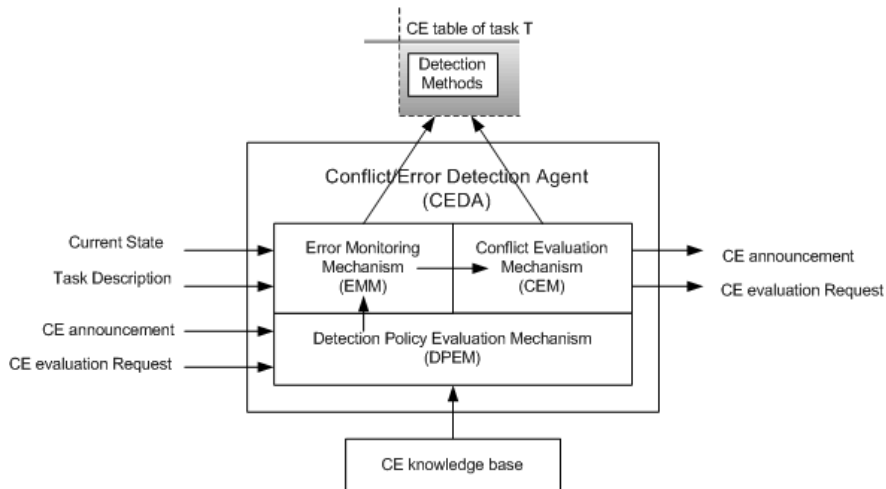 CE table of task T
Detection
Methods
Conflict/Error Detection Agent
(CEDA)
Current State
Task Description
CE announcement
CE evaluation Request
Error Monitoring
Mechanism
(EMM)
Conflict Evaluation
Mechanism
(CEM)
Detection Policy Evaluation Mechanism
(DPEM)
CE announcement
CE evaluation Request
CE knowledge base